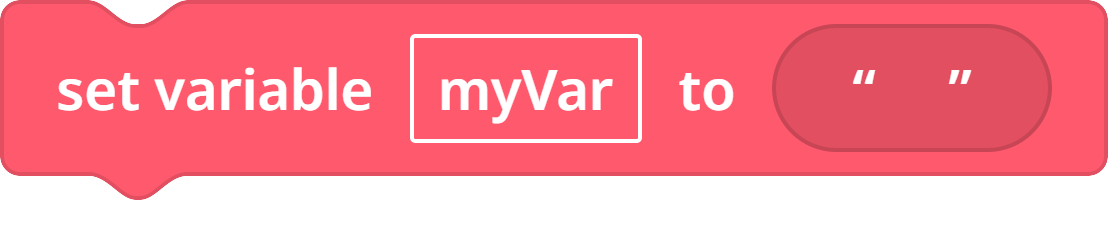 set variable myVar to “ ”